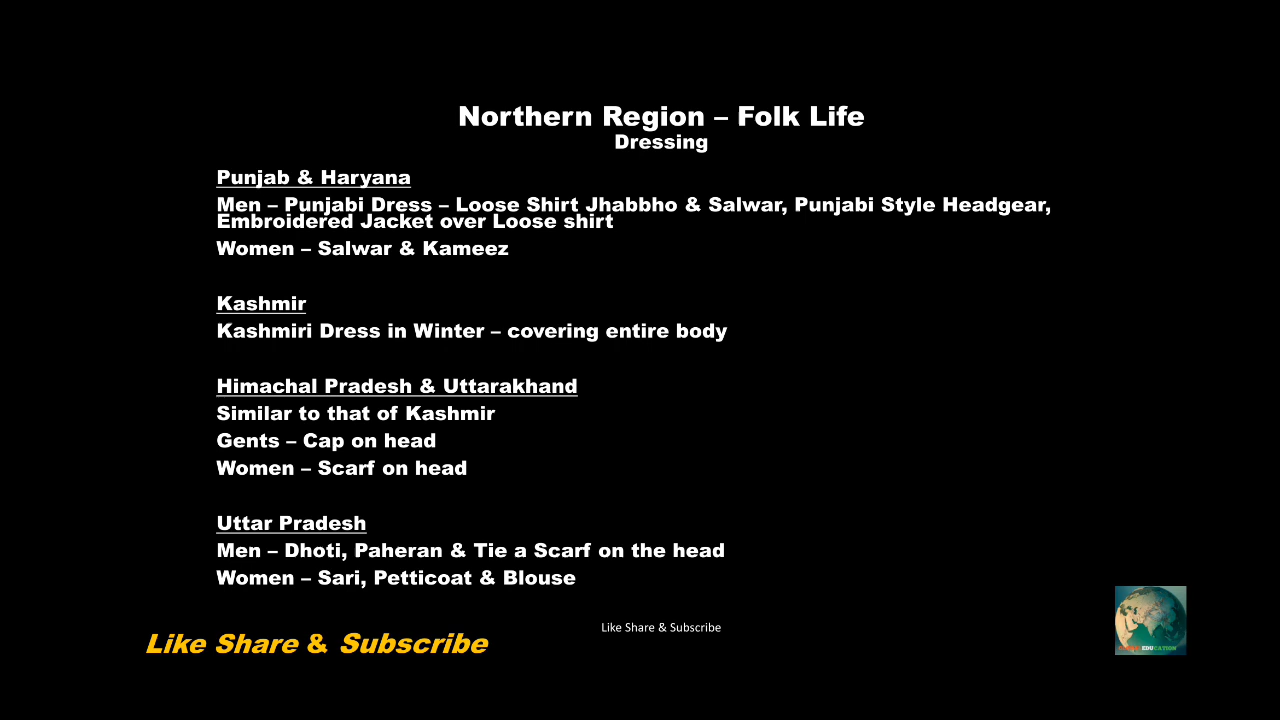 Northern Region – Folk Life
Dressing
Punjab & Haryana
Men – Punjabi Dress – Loose Shirt Jhabbho & Salwar, Punjabi Style Headgear,
Embroidered Jacket over Loose shirt
Women – Salwar & Kameez
Kashmir
Kashmiri Dress in Winter – covering entire body
Himachal Pradesh & Uttarakhand
Similar to that of Kashmir
Gents – Cap on head
Women – Scarf on head
Uttar Pradesh
Men – Dhoti, Paheran & Tie a Scarf on the head
Women – Sari, Petticoat & Blouse
Like Share & Subscribe
Like Share & Subscribe
EDUCATION